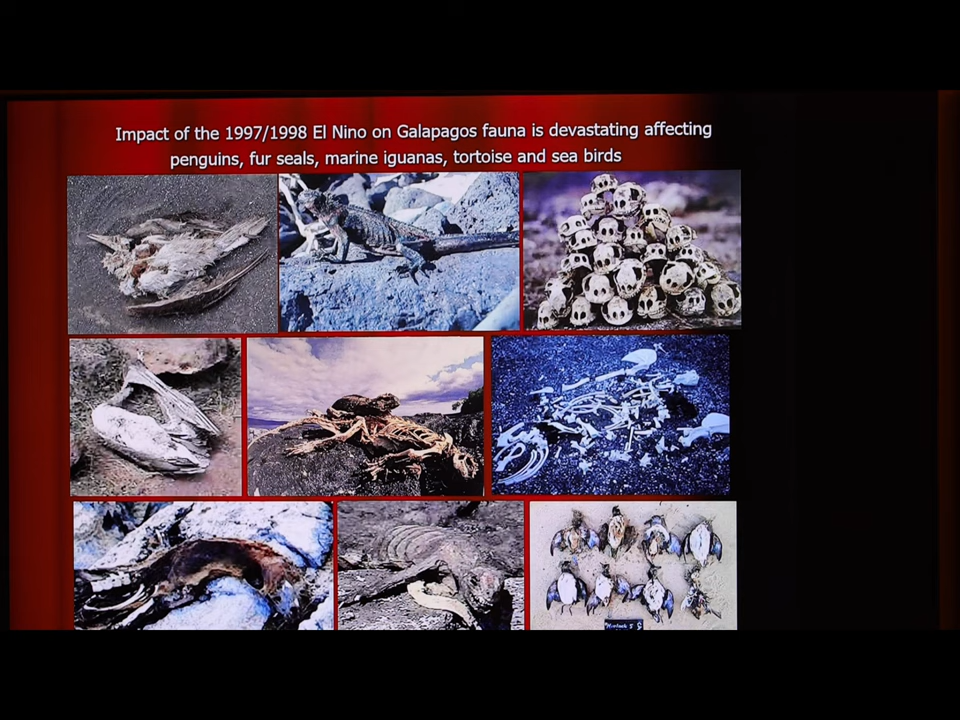 Impact of the 1997/1998 El Nino on Galapagos fauna is devastating affecting
penguins, fur seals, marine iguanas, tortoise and sea birds